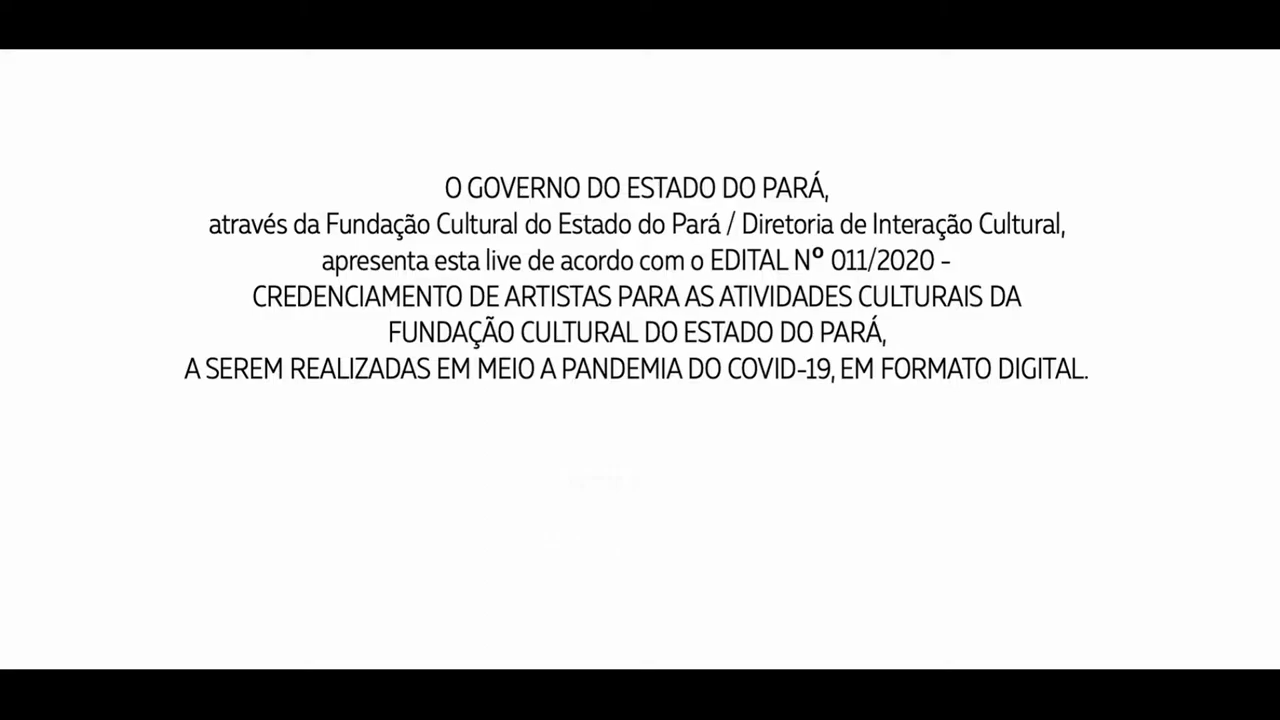 O GOVERNO DO ESTADO DO PARÁ,
através da Fundação Cultural do Estado do Pará / Diretoria de Interação Cultural,
apresenta esta live de acordo com o EDITAL Nº 011/2020 -
CREDENCIAMENTO DE ARTISTAS PARA AS ATIVIDADES CULTURAIS DA
FUNDAÇÃO CULTURAL DO ESTADO DO PARÁ,
A SEREM REALIZADAS EM MEIO A PANDEMIA DO COVID-19, EM FORMATO DIGITAL.